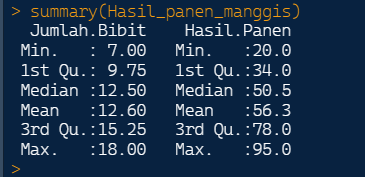 > summary(Hasil_panen_manggis)
  Jumlah.Bibit     Hasil.Panen
 Min.   : 7.00   Min.   :20.0
 1st Qu.: 9.75   1st Qu.:34.0
 Median :12.50   Median :50.5
 Mean   :12.60   Mean   :56.3
 3rd Qu.:15.25   3rd Qu.:78.0
 Max.   :18.00   Max.   :95.0
>